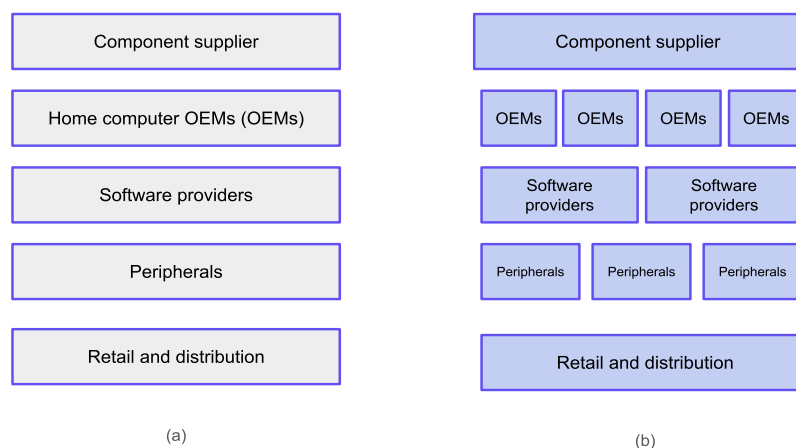 Component supplier
Home computer OEMs (OEMs)
Software providers
Peripherals
Retail and distribution
(a)
Component supplier
OEMs OEMs OEMs OEMs
Software
providers
Software
providers
Peripherals Peripherals Peripherals
Retail and distribution
(b)